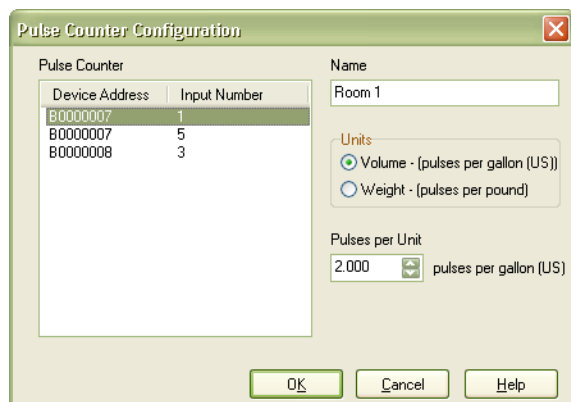 Pulse Counter Configuration
Pulse Counter
Device Address Input Number
B0000007 1
B0000007 5
B0000008 3
Name
Room 1
Units
Volume - (pulses per gallon (US))
Weight - (pulses per pound)
Pulses per Unit
2.000 pulses per gallon (US)
OK Cancel Help